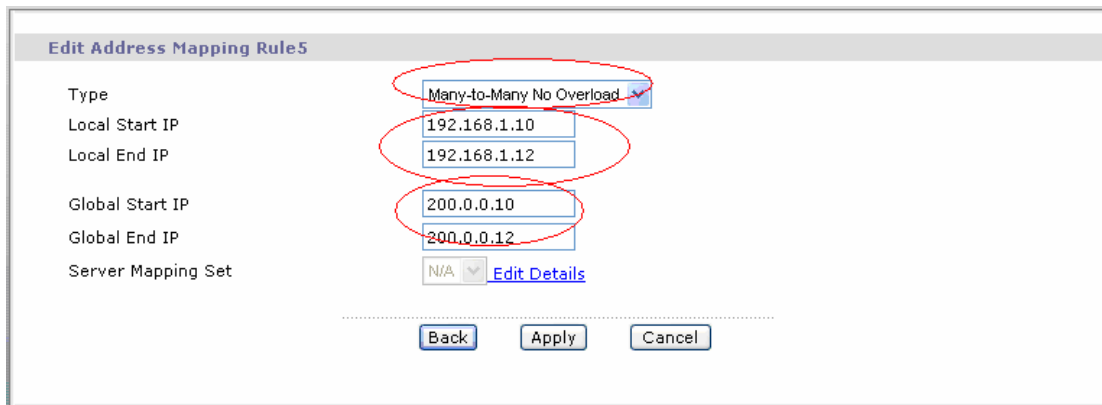 Edit Address Mapping Rule5
Type Many-to-Many No Overload
Local Start IP 192.168.1.10
Local End IP 192.168.1.12
Global Start IP 200.0.0.10
Global End IP 200.0.0.12
Server Mapping Set N/A Edit Details
Back Apply Cancel